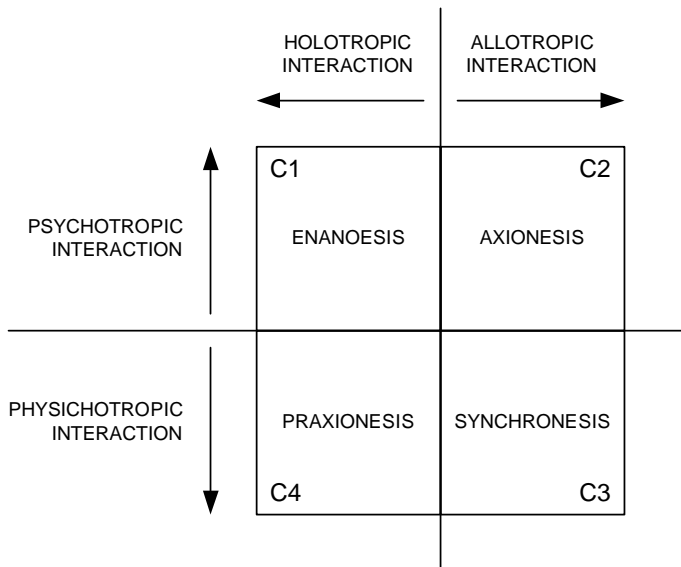 HOLOTROPIC
INTERACTION
ALLOTROPIC
INTERACTION
C1
C2
PSYCHOTROPIC
INTERACTION
ENANOESIS
AXIONESIS
PHYSICHOTROPIC
INTERACTION
PRAXIONESIS
SYNCHRONESIS
C4
C3